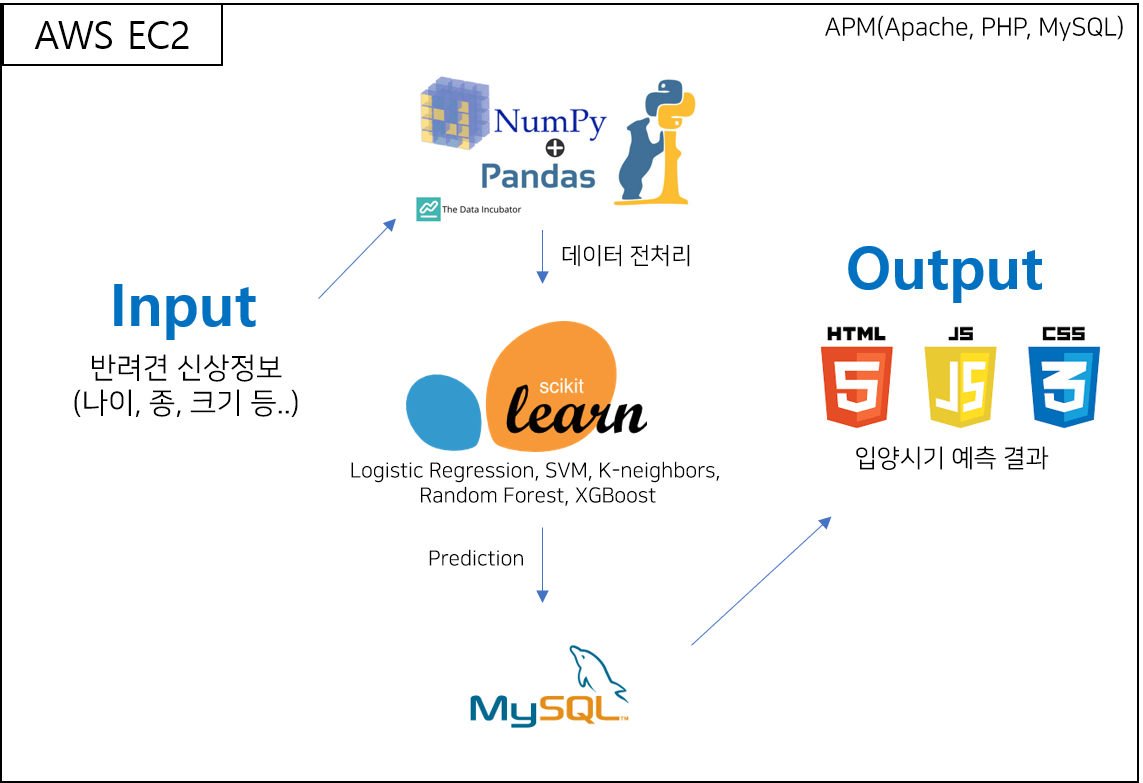 AWS EC2
APM(Apache, PHP, MySQL)
NumPy
Pandas
The Data Incubator
데이터 전처리
Input
반려견 신상정보
(나이, 종, 크기 등..)
scikit
learn
Logistic Regression, SVM, K-neighbors,
Random Forest, XGBoost
Prediction
MySQL™
Output
HTML
JS
CSS
5
JS
3
입양시기 예측 결과